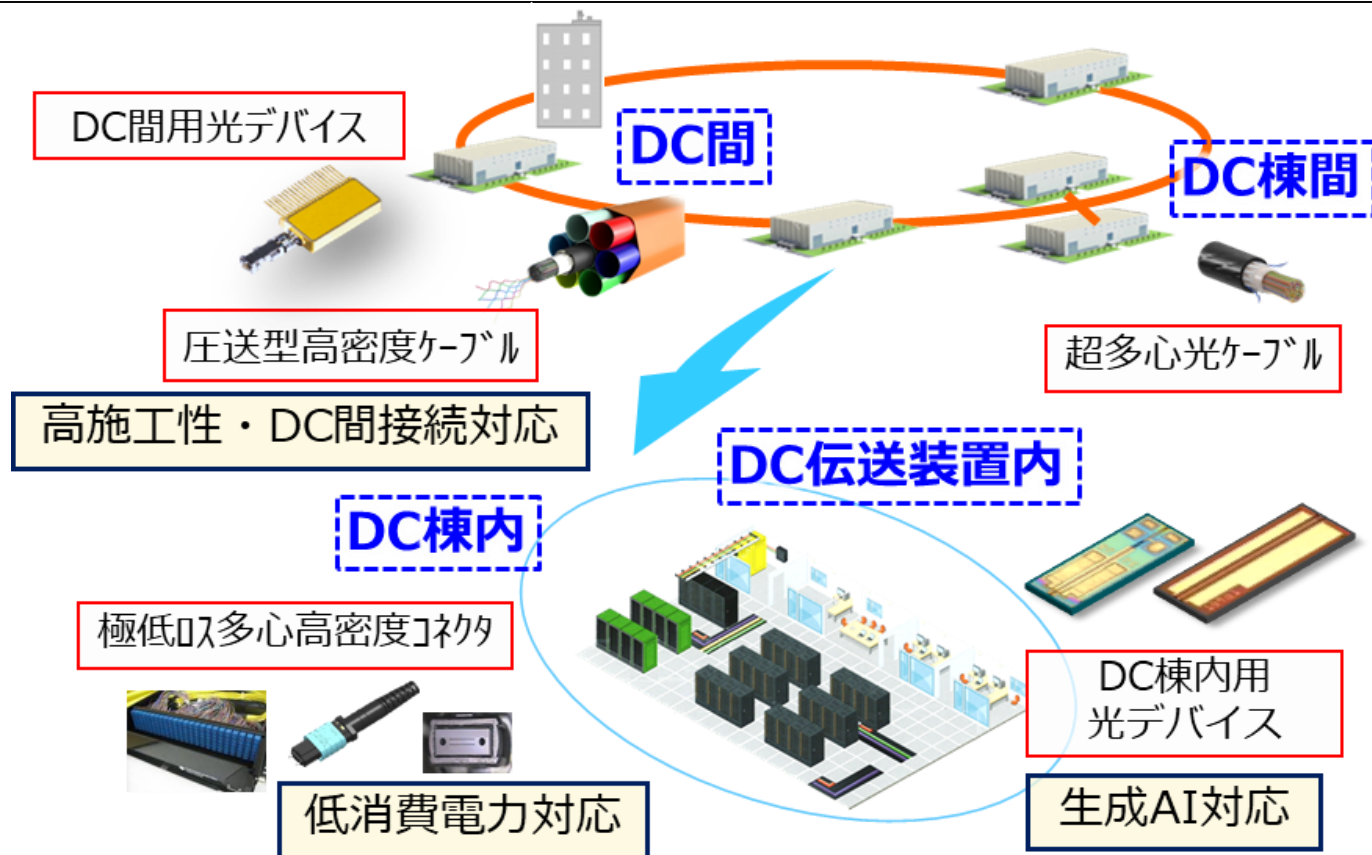 DC間用光デバイス
DC間
DC棟間
圧送型高密度ｹｰﾌﾞﾙ
超多心光ｹｰﾌﾞﾙ
高施工性・DC間接続対応
DC伝送装置内
DC棟内
極低ﾛｽ多心高密度ｺﾈｸﾀ
DC棟内用
光デバイス
低消費電力対応
生成AI対応